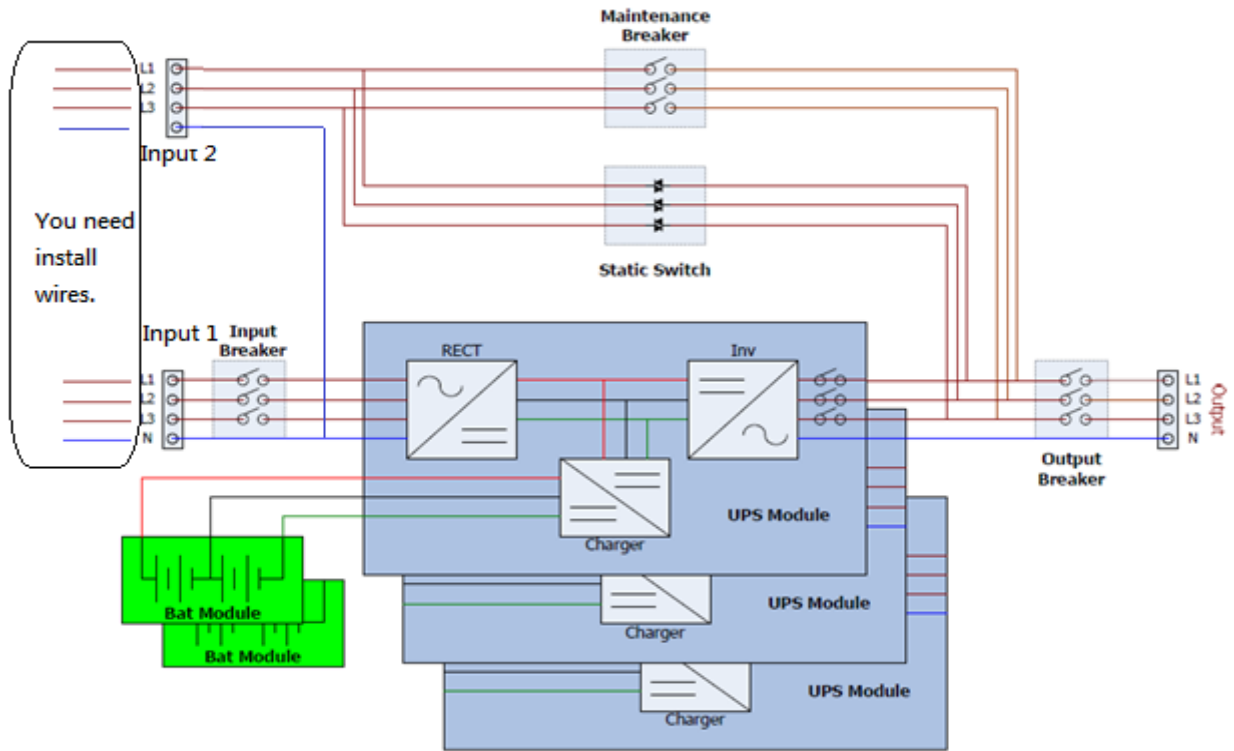 Maintenance
Breaker
L1
L2
L3
Input 2
You need
install
wires.
Static Switch
Input 1
Input
Breaker
RECT
Inv
L1
L2
L3
N
L1
L2
L3
N
Output
Output
Breaker
UPS Module
Charger
Bat Module
UPS Module
Charger
Bat Module
UPS Module
Charger